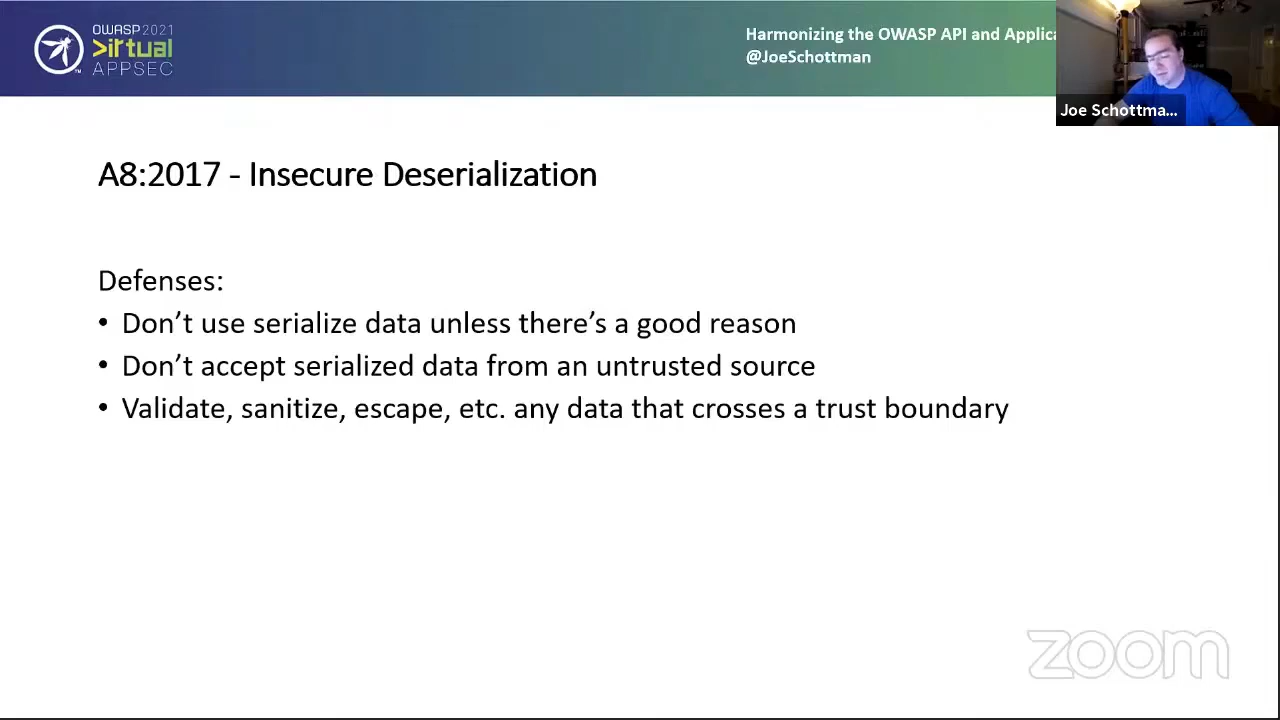 OWASP2021
>irtual
APPSEC
Harmonizing the OWASP API and Applica
@JoeSchottman
Joe Schottma...
A8:2017 - Insecure Deserialization
Defenses:
• Don't use serialize data unless there's a good reason
• Don't accept serialized data from an untrusted source
• Validate, sanitize, escape, etc. any data that crosses a trust boundary
zoom